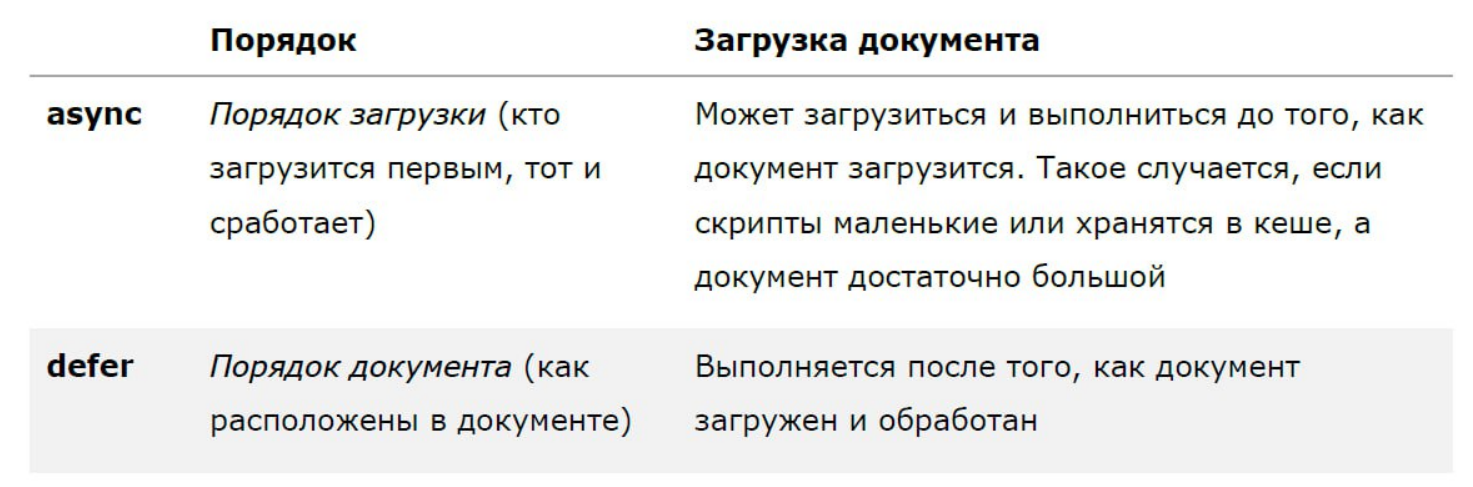 Порядок Загрузка документа
async Порядок загрузки (кто Может загрузиться и выполниться до того, как
загрузится первым, тот и документ загрузится. Такое случается, если
сработает) скрипты маленькие или хранятся в кеше, а
документ достаточно большой
defer Порядок документа (как Выполняется после того, как документ
расположены в документе) загружен и обработан